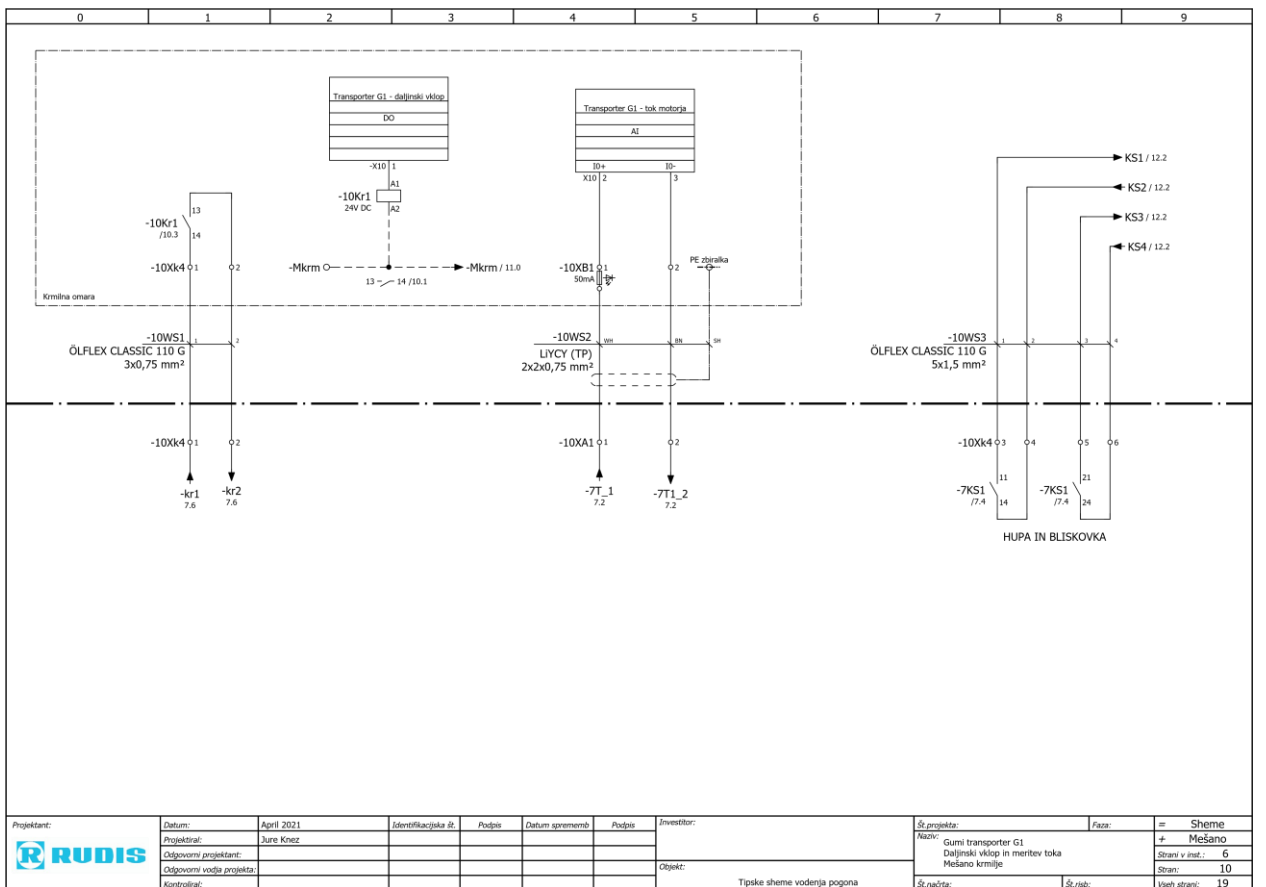 0 1 2 3 4 5 6 7 8 9
Transporter G1 - daljinski vklop
DO
-X10 1
A1
-10Kr1
24V DC
A2
Transporter G1 - tok motorja
AI
I0+ I0-
X10 2 3
13
-10Kr1
/10.3
14
-10Xk4 1 2
-Mkrm
-Mkrm / 11.0
13 14 /10.1
-10XB1 1 2
50mA
PE zbiralka
Krmilna omara
KS1 / 12.2
KS2 / 12.2
KS3 / 12.2
KS4 / 12.2
-10WS1 1 2
ÖLFLEX CLASSIC 110 G
3x0,75 mm²
-10WS2 WH BN SH
LiYCY (TP)
2x2x0,75 mm²
-10WS3 1 2 3 4
ÖLFLEX CLASSIC 110 G
5x1,5 mm²
-10Xk4 1 2
-kr1 -kr2
7.6 7.6
-10XA1 1 2
-7T_1 -7T1_2
7.2 7.2
-10Xk4 3 4 5 6
11 21
-7KS1 -7KS1
/7.4 14 /7.4 24
HUPA IN BLISKOVKA
Projektant:
RUDIS
Datum: April 2021 Identifikacijska št. Podpis Datum sprememb Podpis
Projektiral: Jure Knez
Odgovorni projektant:
Odgovorni vodja projekta:
Kontroliral:
Investitor:
Objekt:
Tipske sheme vodenja pogona
Št.projekta: Faza:
Naziv:
Gumi transporter G1
Daljinski vklop in meritev toka
Mešano krmilje
Št.načrta: Št.risb:
= Sheme
+ Mešano
Strani v inst.: 6
Stran: 10
Vseh strani: 19